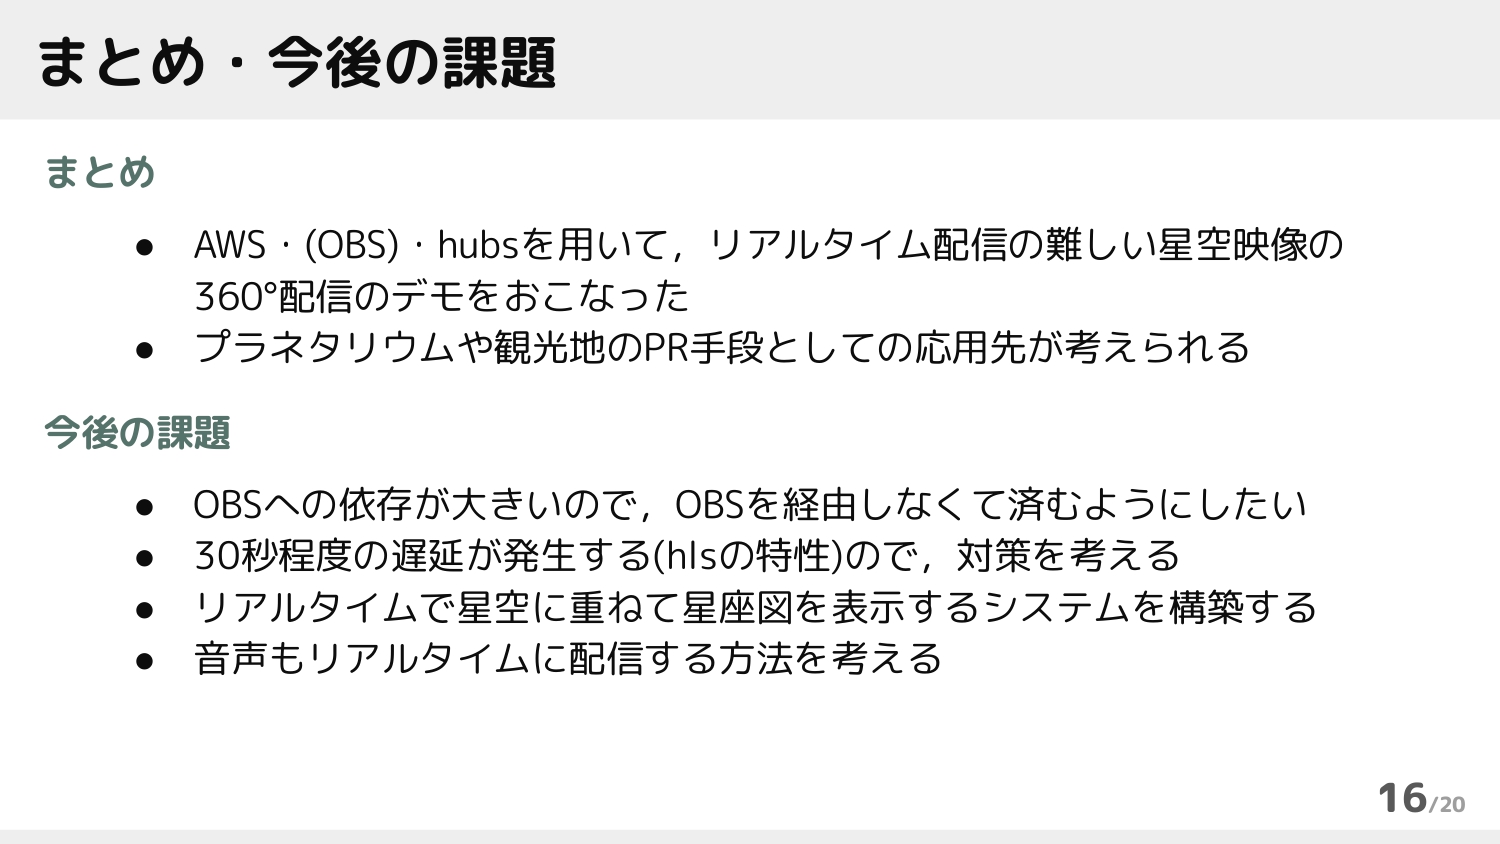 まとめ・今後の課題
まとめ
● AWS・(OBS)・hubsを用いて，リアルタイム配信の難しい星空映像の
360°配信のデモをおこなった
● プラネタリウムや観光地のPR手段としての応用先が考えられる
今後の課題
● OBSへの依存が大きいので，OBSを経由しなくて済むようにしたい
● 30秒程度の遅延が発生する(hlsの特性)ので，対策を考える
● リアルタイムで星空に重ねて星座図を表示するシステムを構築する
● 音声もリアルタイムに配信する方法を考える
16/20